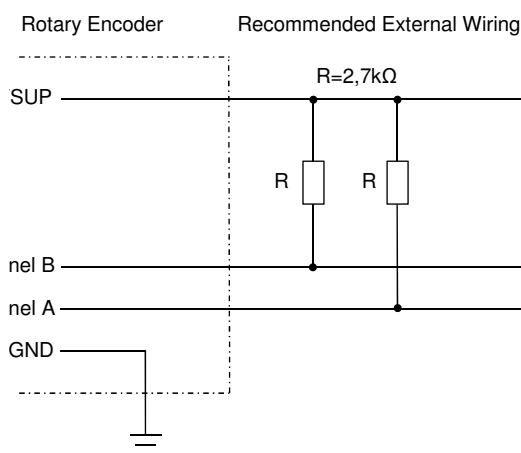 Rotary Encoder
Recommended External Wiring
R=2,7kΩ
SUP
R
R
nel B
nel A
GND